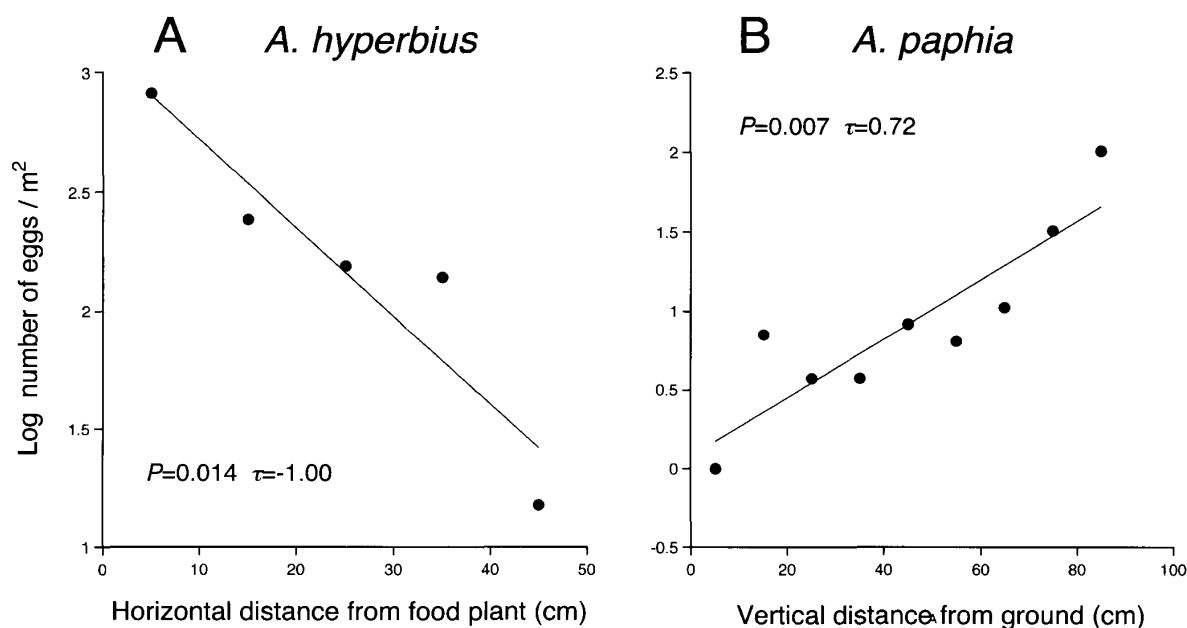 A A. hyperbius
3
2.5
2
1.5
1
0 10 20 30 40 50
Log number of eggs / m²
P=0.014 τ=-1.00
Horizontal distance from food plant (cm)
B A. paphia
2.5
2
1.5
1
0.5
0
-0.5
0 20 40 60 80 100
P=0.007 τ=0.72
Vertical distance from ground (cm)